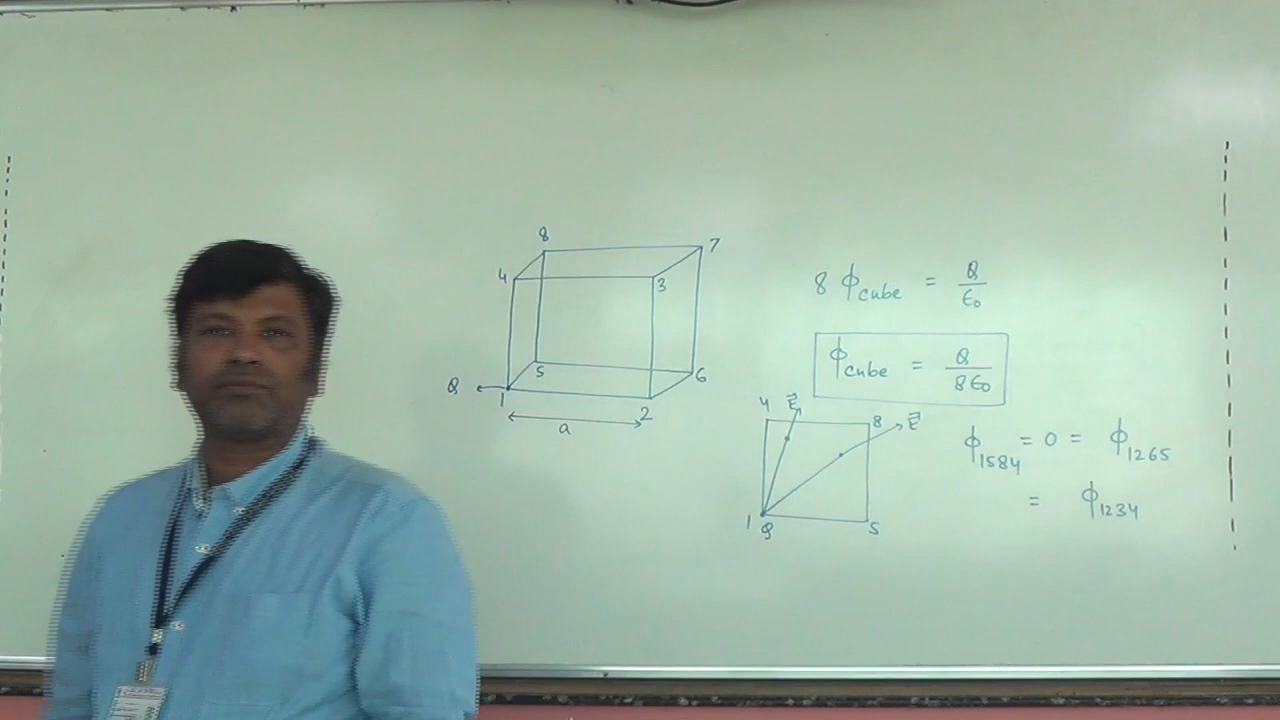 8 7
4 3
5 6
Q 1 2
a
8 ϕcube = Q/ε₀
ϕcube = Q/8ε₀
4 E⃗ 8 E⃗
1 Q 5
ϕ1584 = 0 = ϕ1265
= ϕ1234